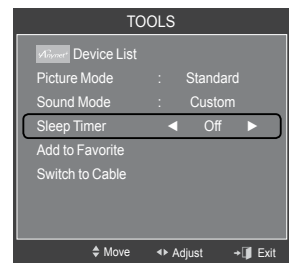 TOOLS
Anynet+ Device List
Picture Mode : Standard
Sound Mode : Custom
Sleep Timer ◄ Off ►
Add to Favorite
Switch to Cable
Move Adjust Exit